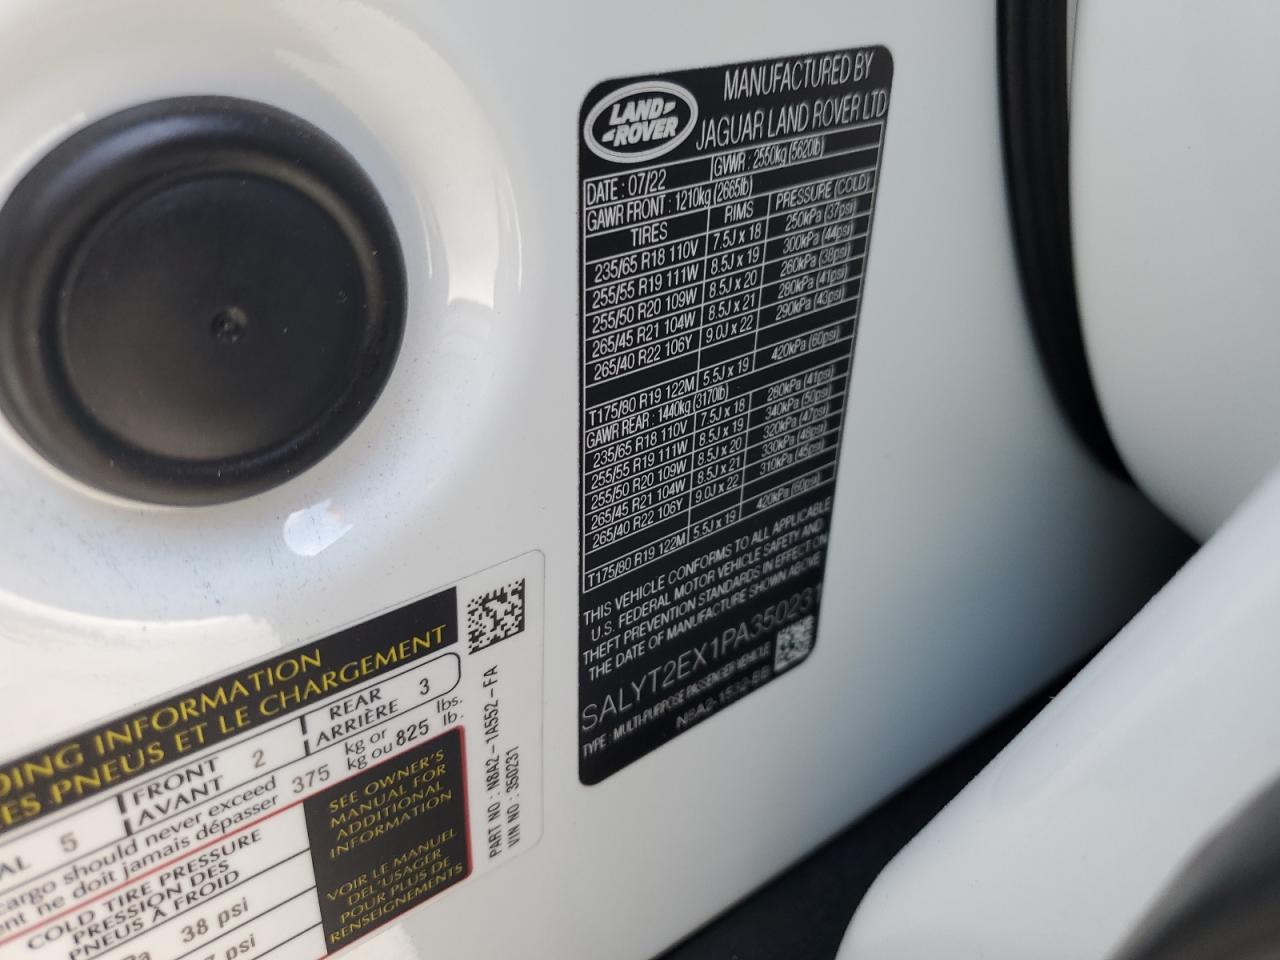 LAND ROVER
MANUFACTURED BY
JAGUAR LAND ROVER LTD
DATE : 07/22 GVWR : 2550kg (5620lb)
GAWR FRONT : 1210kg (2665lb)
TIRES RIMS PRESSURE (COLD)
235/65 R18 110V 7.5J x 18 250kPa (37psi)
255/55 R19 111W 8.5J x 19 300kPa (44psi)
255/50 R20 109W 8.5J x 20 260kPa (38psi)
265/45 R21 104W 8.5J x 21 280kPa (41psi)
265/40 R22 106Y 9.0J x 22 290kPa (43psi)
T175/80 R19 122M 5.5J x 19 420kPa (60psi)
GAWR REAR : 1440kg (3170lb)
235/65 R18 110V 7.5J x 18 280kPa (41psi)
255/55 R19 111W 8.5J x 19 340kPa (50psi)
255/50 R20 109W 8.5J x 20 320kPa (47psi)
265/45 R21 104W 8.5J x 21 330kPa (48psi)
265/40 R22 106Y 9.0J x 22 310kPa (45psi)
T175/80 R19 122M 5.5J x 19 420kPa (60psi)
THIS VEHICLE CONFORMS TO ALL APPLICABLE
U.S. FEDERAL MOTOR VEHICLE SAFETY AND
THEFT PREVENTION STANDARDS IN EFFECT ON
THE DATE OF MANUFACTURE SHOWN ABOVE
SALYT2EX1PA350231
TYPE : MULTI-PURPOSE PASSENGER VEHICLE
N8A2-1532-BB
DING INFORMATION
ES PNEUS ET LE CHARGEMENT
AL 5 FRONT AVANT 2 REAR ARRIÈRE 3
cargo should never exceed 375 kg or 825 lbs.
ent ne doit jamais dépasser kg ou lb.
COLD TIRE PRESSURE
PRESSION DES
PNEUS À FROID
38 psi
psi
SEE OWNER'S
MANUAL FOR
ADDITIONAL
INFORMATION
VOIR LE MANUEL
DEL'USAGER
POUR PLUS DE
RENSEIGNEMENTS
PART NO : N8A2-1A552-FA
VIN NO : 350231